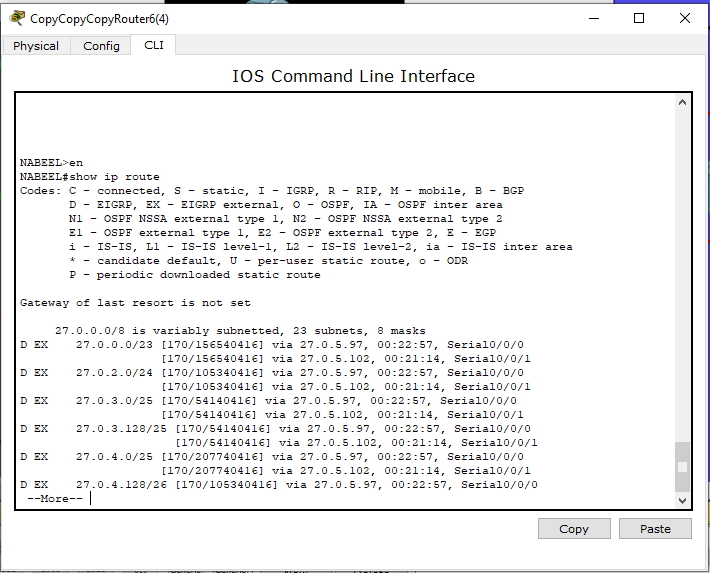 CopyCopyCopyRouter6(4)
Physical Config CLI
IOS Command Line Interface
NABEEL>en
NABEEL#show ip route
Codes: C - connected, S - static, I - IGRP, R - RIP, M - mobile, B - BGP
D - EIGRP, EX - EIGRP external, O - OSPF, IA - OSPF inter area
N1 - OSPF NSSA external type 1, N2 - OSPF NSSA external type 2
E1 - OSPF external type 1, E2 - OSPF external type 2, E - EGP
i - IS-IS, L1 - IS-IS level-1, L2 - IS-IS level-2, ia - IS-IS inter area
* - candidate default, U - per-user static route, o - ODR
P - periodic downloaded static route
Gateway of last resort is not set
27.0.0.0/8 is variably subnetted, 23 subnets, 8 masks
D EX 27.0.0.0/23 [170/156540416] via 27.0.5.97, 00:22:57, Serial0/0/0
[170/156540416] via 27.0.5.102, 00:21:14, Serial0/0/1
D EX 27.0.2.0/24 [170/105340416] via 27.0.5.97, 00:22:57, Serial0/0/0
[170/105340416] via 27.0.5.102, 00:21:14, Serial0/0/1
D EX 27.0.3.0/25 [170/54140416] via 27.0.5.97, 00:22:57, Serial0/0/0
[170/54140416] via 27.0.5.102, 00:21:14, Serial0/0/1
D EX 27.0.3.128/25 [170/54140416] via 27.0.5.97, 00:22:57, Serial0/0/0
[170/54140416] via 27.0.5.102, 00:21:14, Serial0/0/1
D EX 27.0.4.0/25 [170/207740416] via 27.0.5.97, 00:22:57, Serial0/0/0
[170/207740416] via 27.0.5.102, 00:21:14, Serial0/0/1
D EX 27.0.4.128/26 [170/105340416] via 27.0.5.97, 00:22:57, Serial0/0/0
--More--
Copy Paste